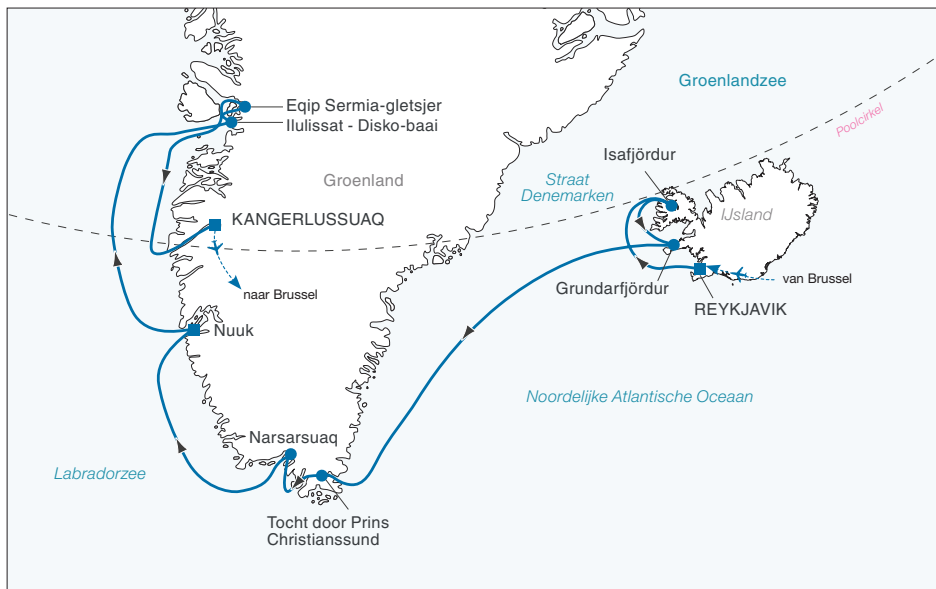 Groenlandzee
Eqip Sermia-gletsjer
Ilulissat - Disko-baai
Poolcirkel
Isafjördur
Groenland
Straat
Denemarken
KANGERLUSSUAQ
IJsland
naar Brussel
Grundarfjördur
van Brussel
REYKJAVIK
Nuuk
Noordelijke Atlantische Oceaan
Narsarsuaq
Labradorzee
Tocht door Prins
Christianssund